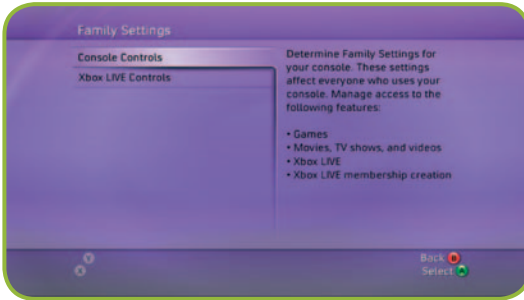 Family Settings
Console Controls
Xbox LIVE Controls
Determine Family Settings for
your console. These settings
affect everyone who uses your
console. Manage access to the
following features:
• Games
• Movies, TV shows, and videos
• Xbox LIVE
• Xbox LIVE membership creation
Y
X
Back B
Select A